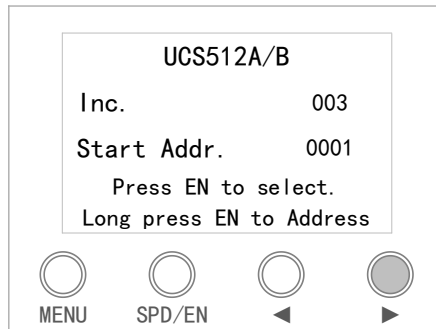 UCS512A/B
Inc. 003
Start Addr. 0001
Press EN to select.
Long press EN to Address
MENU SPD/EN ◄ ►